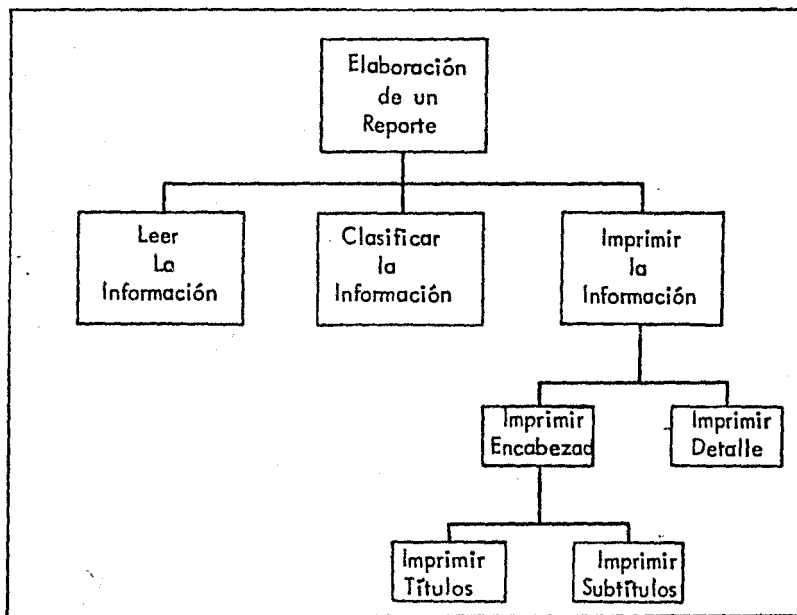 Elaboración
de un
Reporte
Leer
La
Información
Clasificar
la
Información
Imprimir
la
Información
Imprimir
Encabezad
Imprimir
Detalle
Imprimir
Títulos
Imprimir
Subtítulos